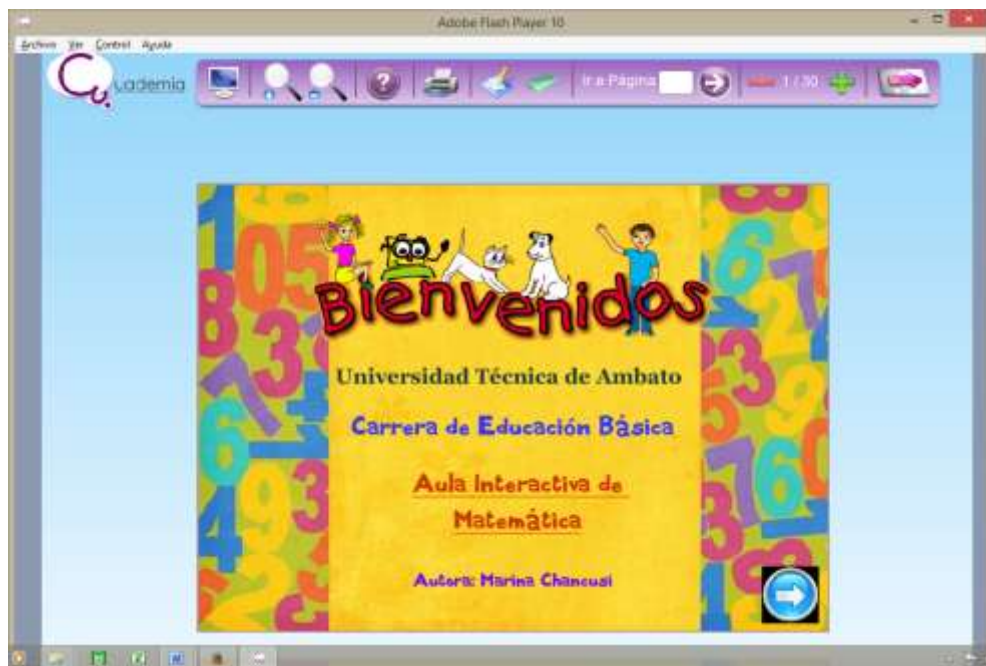 Adobe Flash Player 10
Archivo Ver Control Ayuda
Cuademia
Ir a Página
1 / 30
Bienvenidos
Universidad Técnica de Ambato
Carrera de Educación Básica
Aula Interactiva de
Matemática
Autora: Marina Chancusi